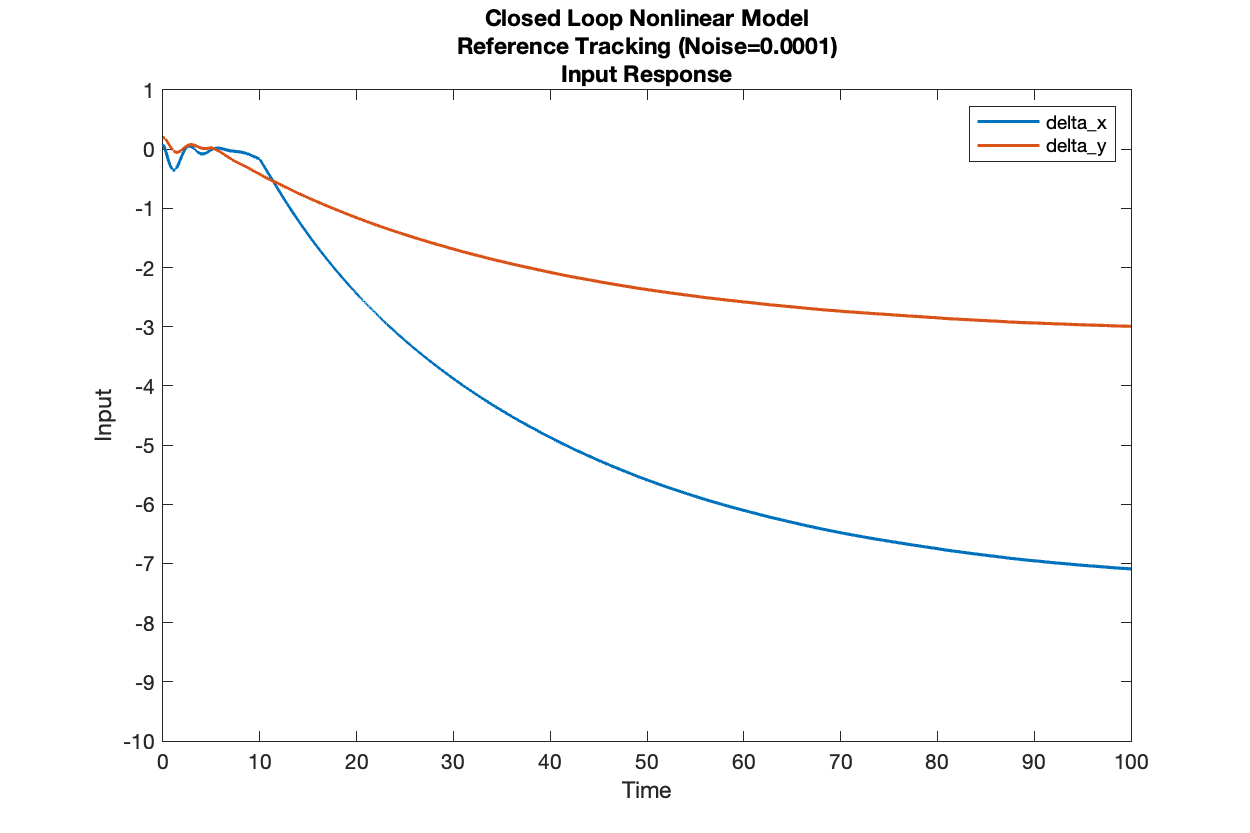 Closed Loop Nonlinear Model
Reference Tracking (Noise=0.0001)
Input Response
delta_x
delta_y
1
0
-1
-2
-3
-4
-5
-6
-7
-8
-9
-10
Input
0 10 20 30 40 50 60 70 80 90 100
Time